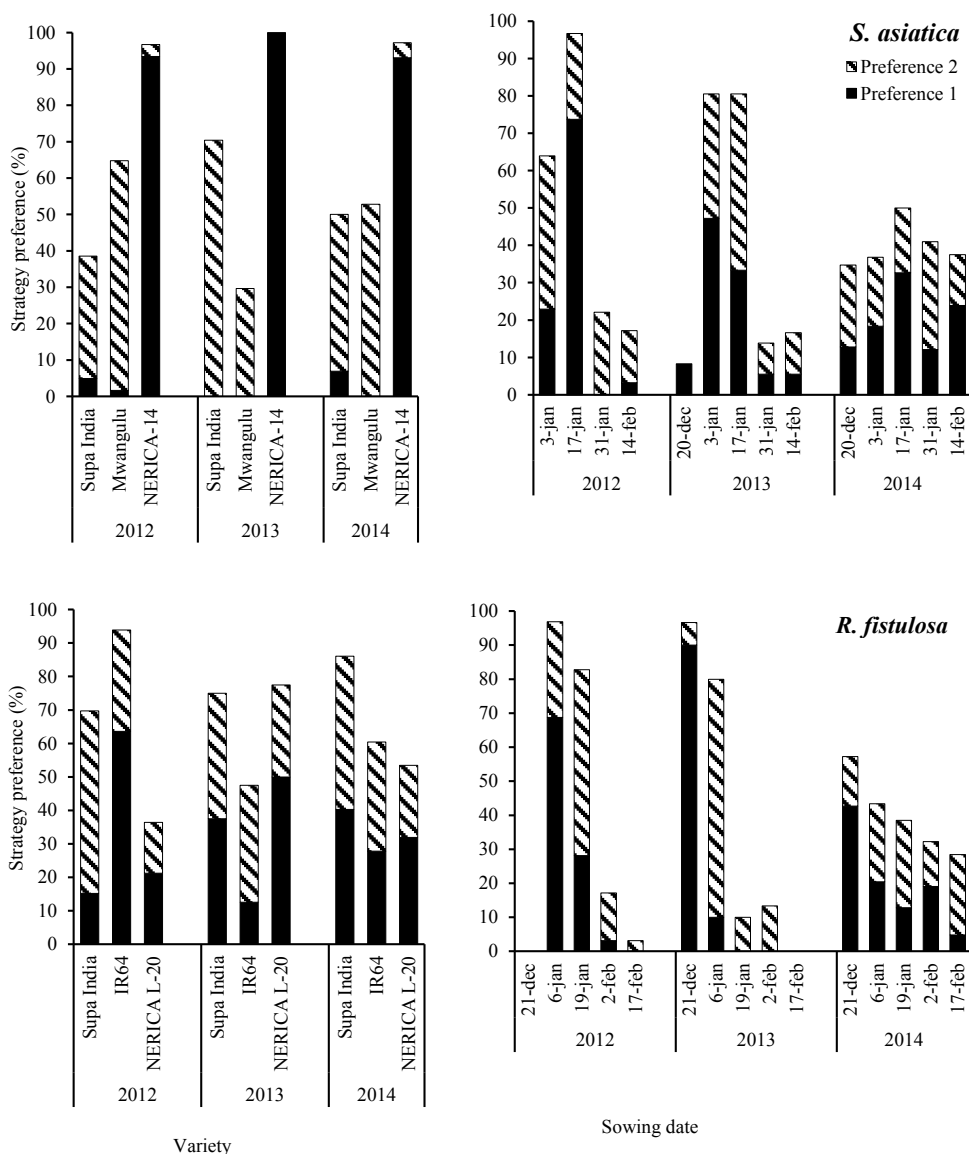 100
90
80
70
60
50
40
30
20
10
0
Strategy preference (%)
Supa India
Mwangulu
NERICA-14
Supa India
Mwangulu
NERICA-14
Supa India
Mwangulu
NERICA-14
2012 2013 2014
S. asiatica
Preference 2
Preference 1
100
90
80
70
60
50
40
30
20
10
0
3-jan
17-jan
31-jan
14-feb
20-dec
3-jan
17-jan
31-jan
14-feb
20-dec
3-jan
17-jan
31-jan
14-feb
2012 2013 2014
100
90
80
70
60
50
40
30
20
10
0
Strategy preference (%)
Supa India
IR64
NERICA L-20
Supa India
IR64
NERICA L-20
Supa India
IR64
NERICA L-20
2012 2013 2014
Variety
R. fistulosa
100
90
80
70
60
50
40
30
20
10
0
21-dec
6-jan
19-jan
2-feb
17-feb
21-dec
6-jan
19-jan
2-feb
17-feb
21-dec
6-jan
19-jan
2-feb
17-feb
2012 2013 2014
Sowing date